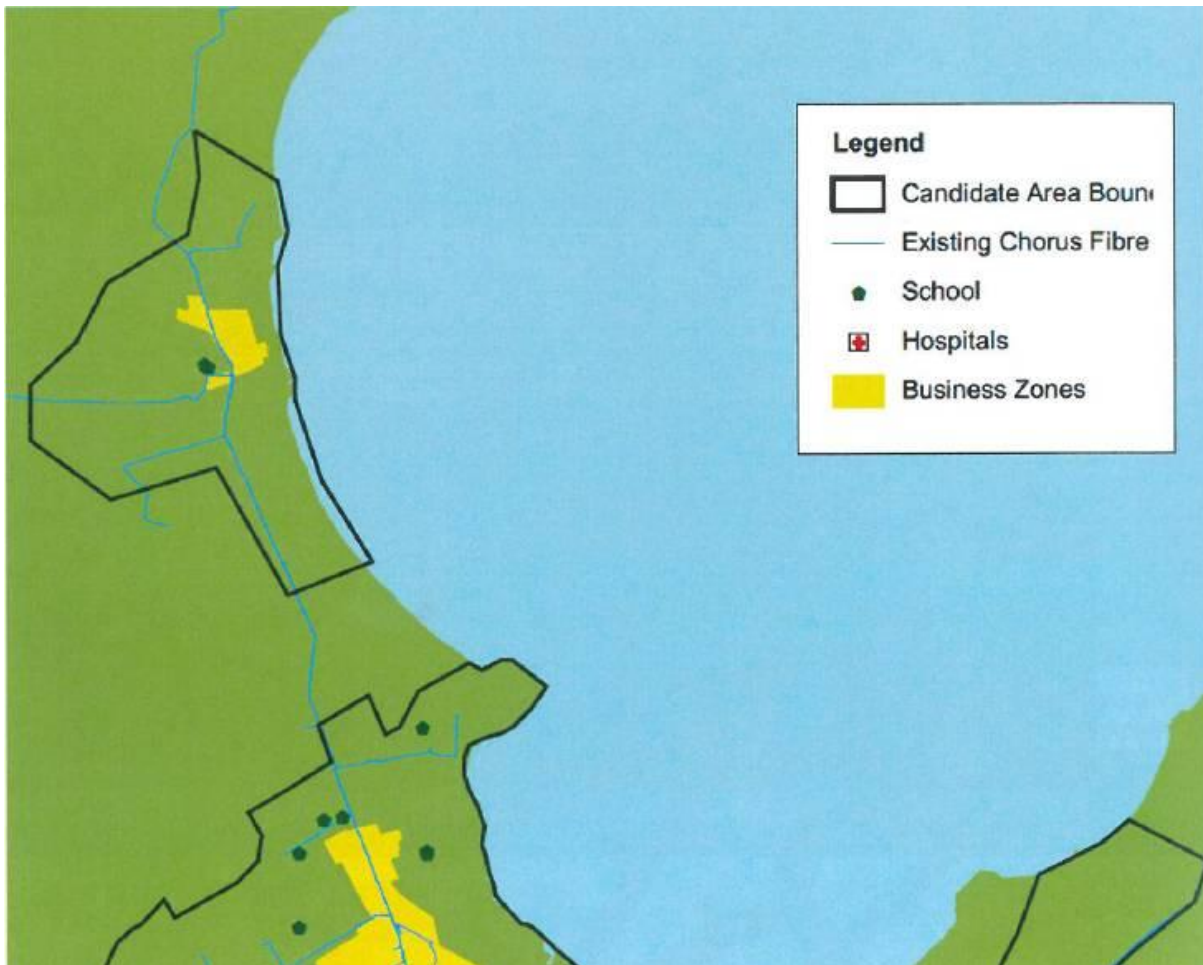 Legend
Candidate Area Boun
Existing Chorus Fibre
School
Hospitals
Business Zones